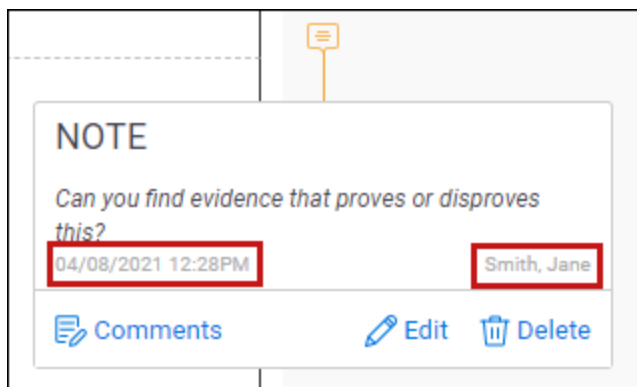 NOTE
Can you find evidence that proves or disproves
this?
04/08/2021 12:28PM Smith, Jane
Comments Edit Delete